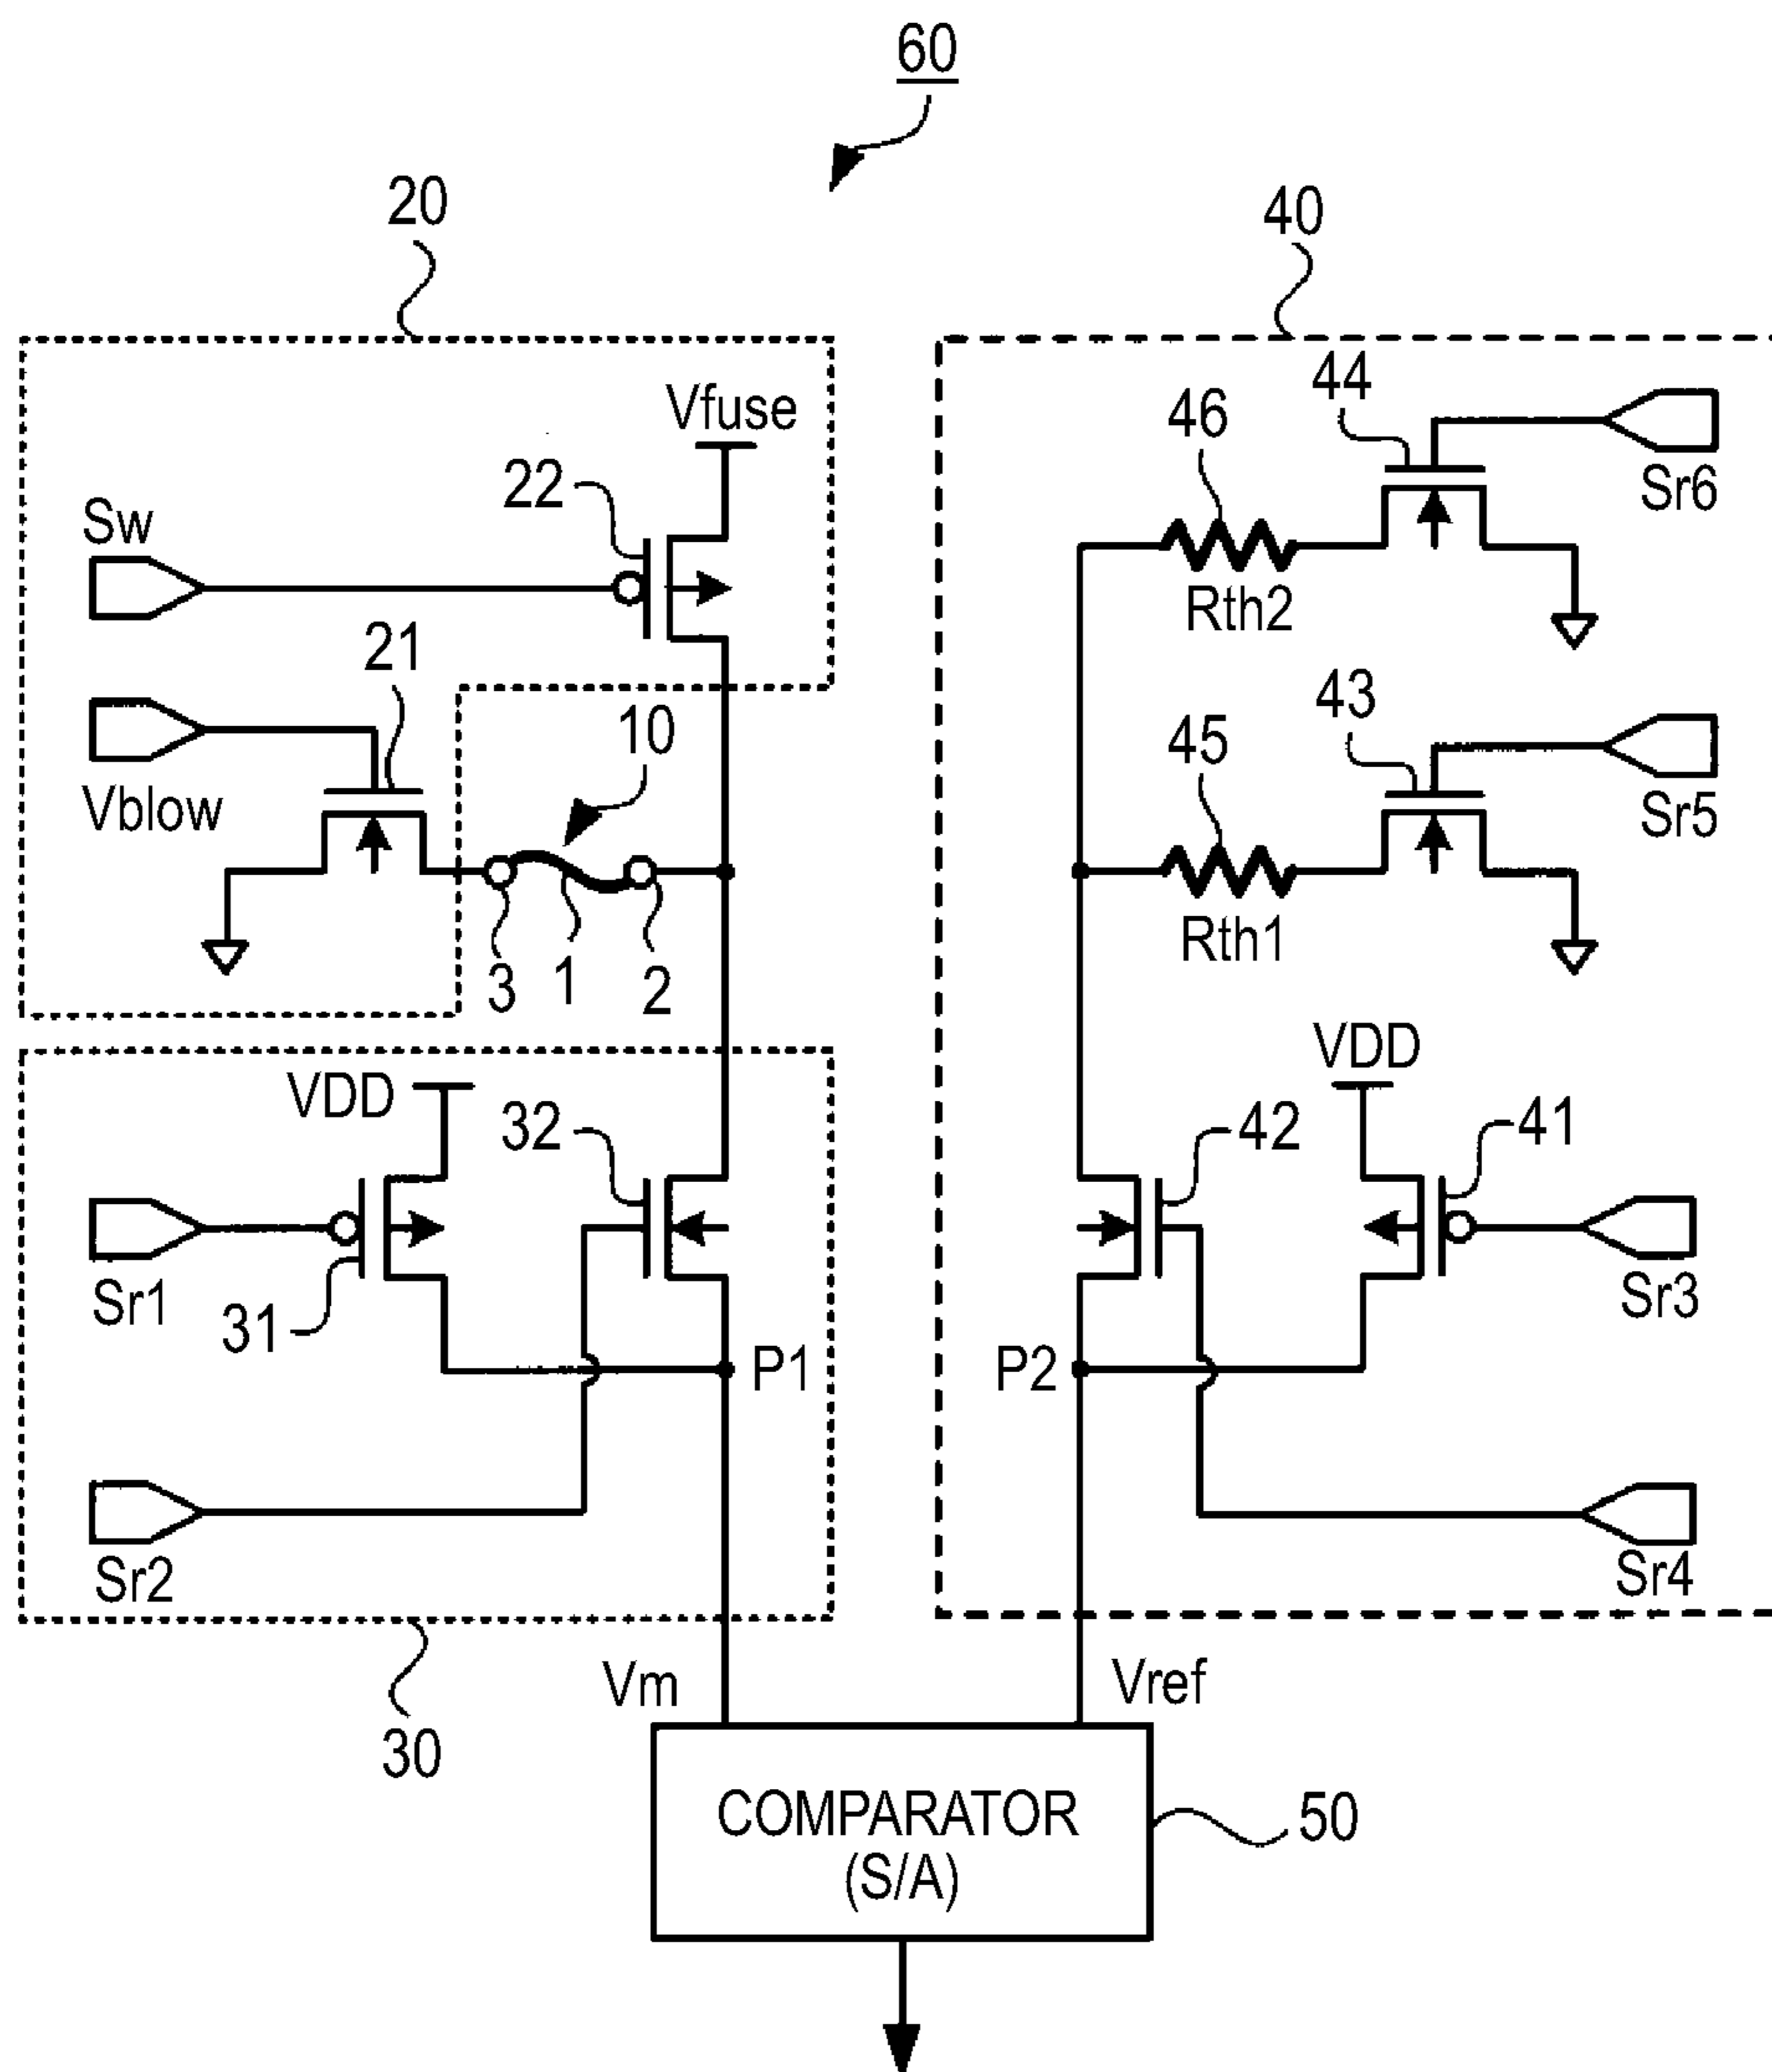 60
20
40
Vfuse
22
Sw
21
Vblow
10
3
1
2
44
46
Sr6
Rth2
43
45
Sr5
Rth1
VDD
32
Sr1
31
P1
Sr2
30
VDD
42
41
Sr3
P2
Sr4
Vm
Vref
COMPARATOR
(S/A)
50